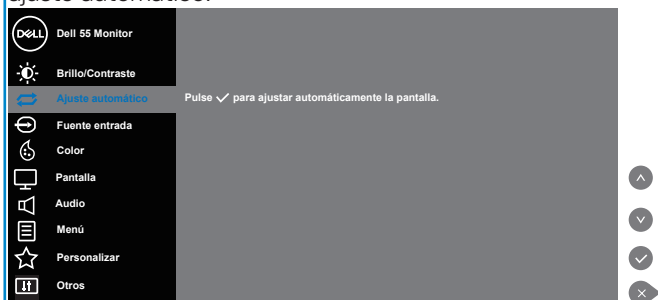 ajuste automático.
DELL
Dell 55 Monitor
Brillo/Contraste
Ajuste automático
Pulse ✓ para ajustar automáticamente la pantalla.
Fuente entrada
Color
Pantalla
Audio
Menú
Personalizar
Otros